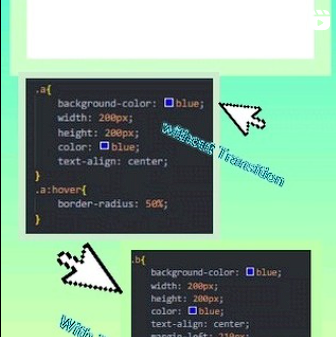 .a{
background-color: blue;
width: 200px;
height: 200px;
color: blue;
text-align: center;
}
.a:hover{
border-radius: 50%;
}
without Transition
.b{
background-color: blue;
width: 200px;
height: 200px;
color: blue;
text-align: center;
margin-left: 210px;
With